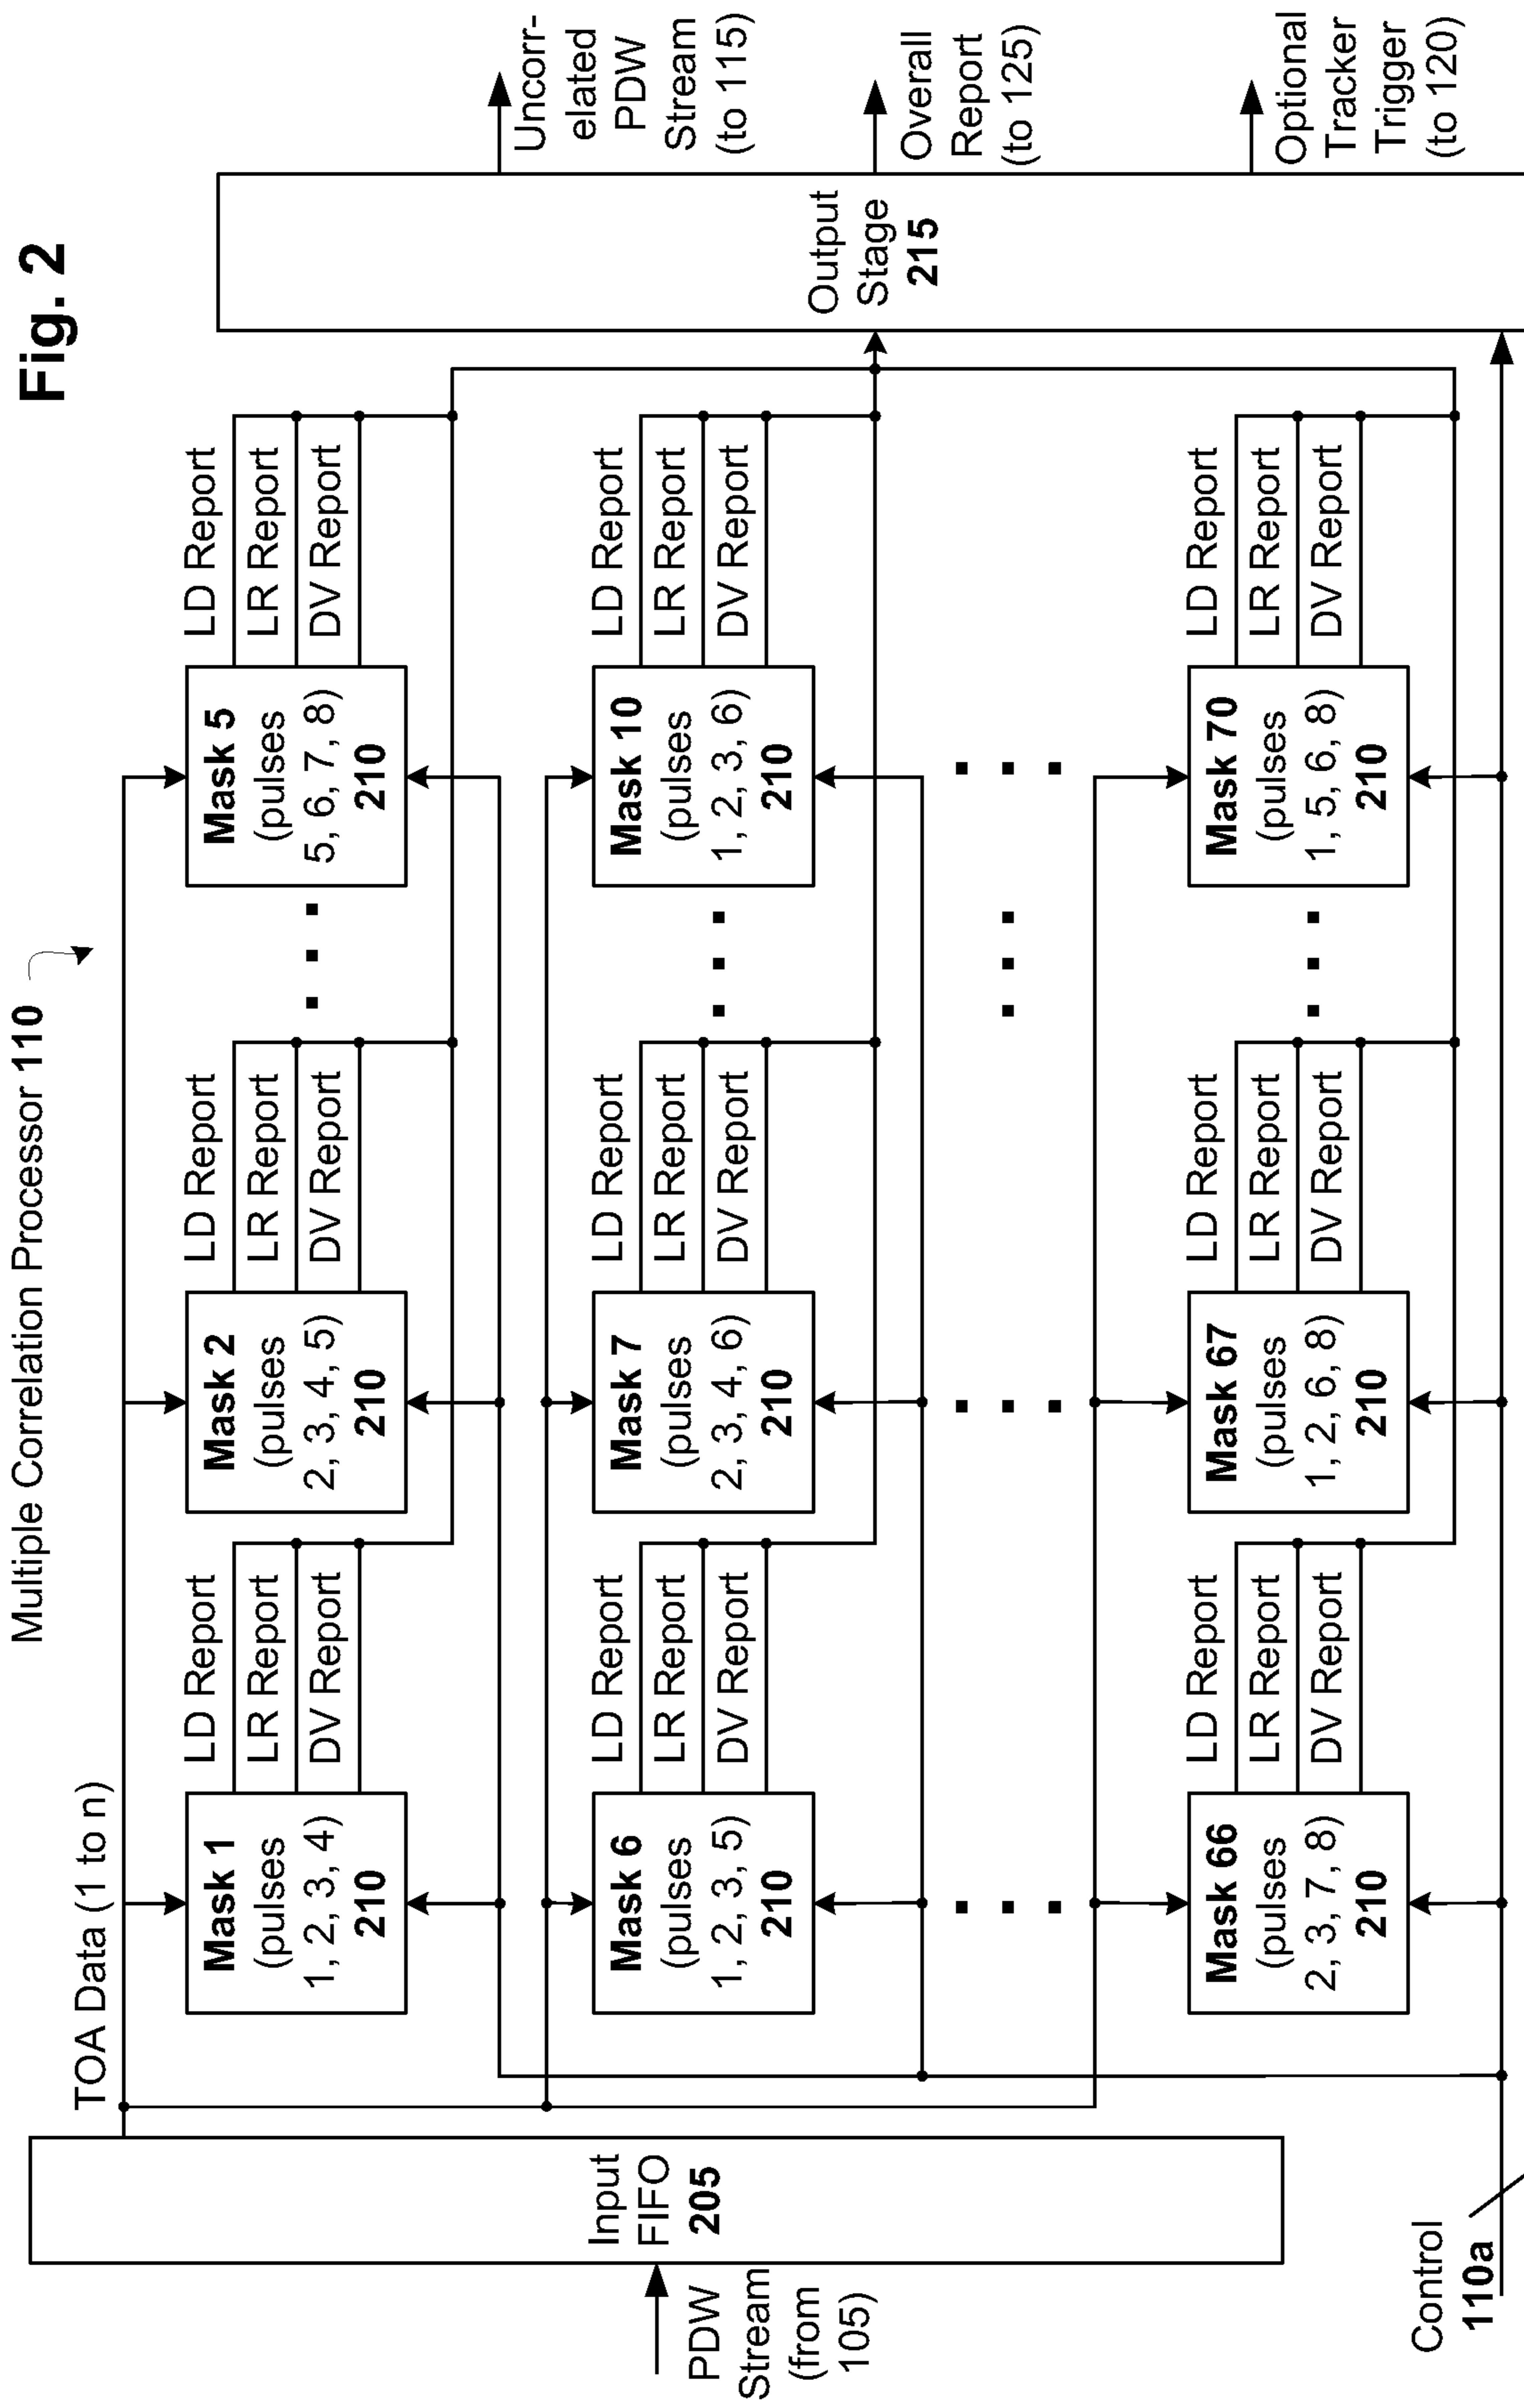 Fig. 2
Multiple Correlation Processor 110
PDW
Stream
(from
105)
Input
FIFO
205
TOA Data (1 to n)
Mask 1
(pulses
1, 2, 3, 4)
210
LD Report
LR Report
DV Report
Mask 2
(pulses
2, 3, 4, 5)
210
LD Report
LR Report
DV Report
Mask 5
(pulses
5, 6, 7, 8)
210
LD Report
LR Report
DV Report
Mask 6
(pulses
1, 2, 3, 5)
210
LD Report
LR Report
DV Report
Mask 7
(pulses
2, 3, 4, 6)
210
LD Report
LR Report
DV Report
Mask 10
(pulses
1, 2, 3, 6)
210
LD Report
LR Report
DV Report
Mask 66
(pulses
2, 3, 7, 8)
210
LD Report
LR Report
DV Report
Mask 67
(pulses
1, 2, 6, 8)
210
LD Report
LR Report
DV Report
Mask 70
(pulses
1, 5, 6, 8)
210
LD Report
LR Report
DV Report
Output
Stage
215
Uncorr-
elated
PDW
Stream
(to 115)
Overall
Report
(to 125)
Optional
Tracker
Trigger
(to 120)
Control
110a